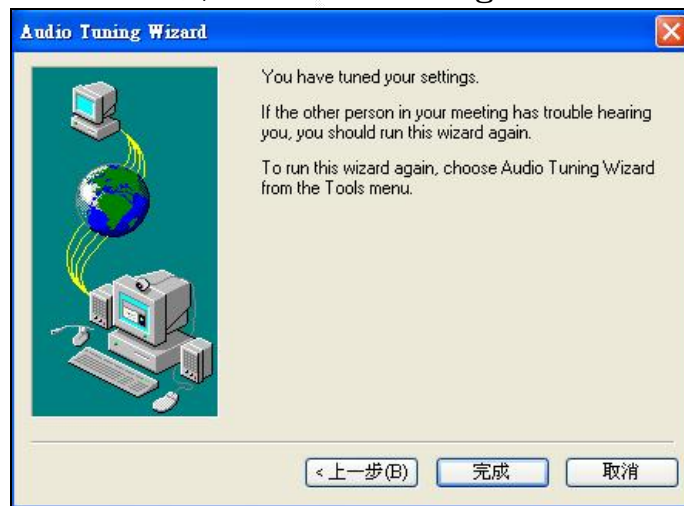 Audio Tuning Wizard
You have tuned your settings.
If the other person in your meeting has trouble hearing
you, you should run this wizard again.
To run this wizard again, choose Audio Tuning Wizard
from the Tools menu.
<上一步(B)
完成
取消